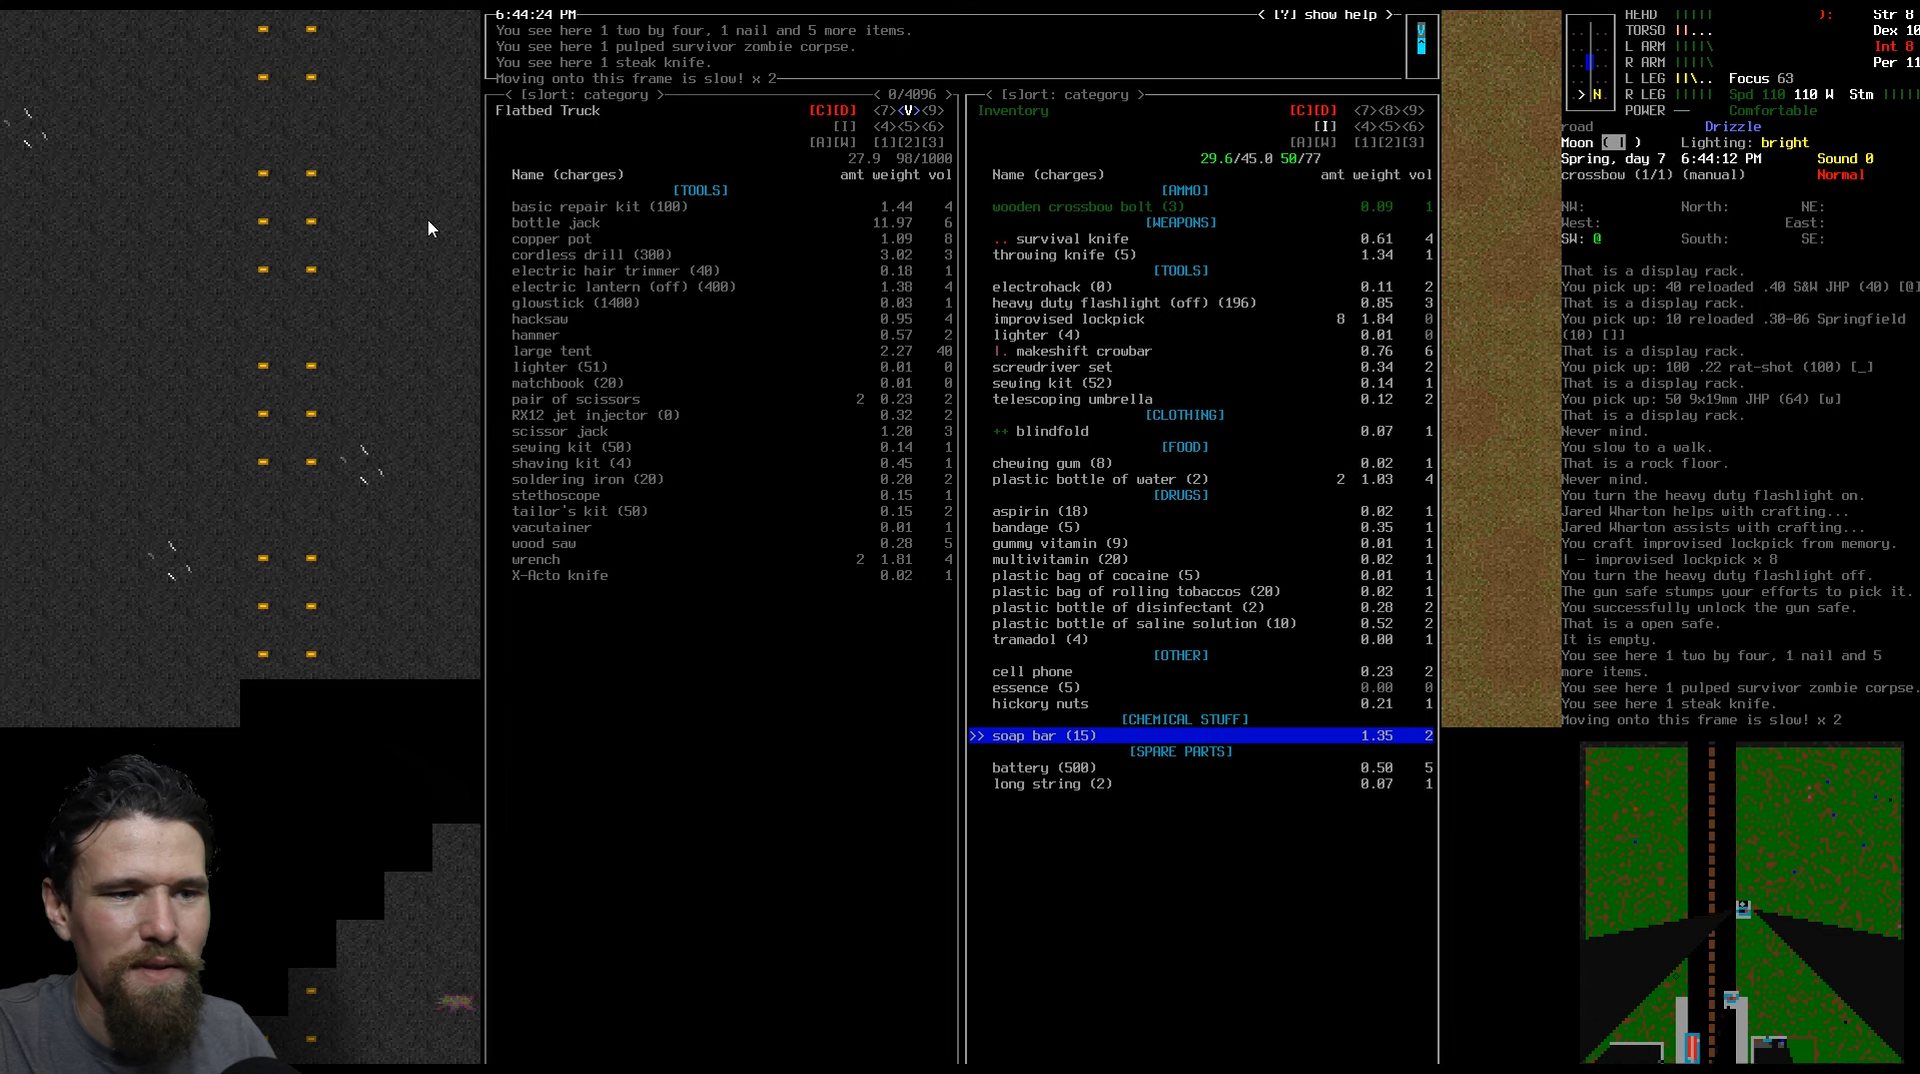 6:44:24 PM < [?] show help >
You see here 1 two by four, 1 nail and 5 more items.
You see here 1 pulped survivor zombie corpse.
You see here 1 steak knife.
Moving onto this frame is slow! x 2
< [s]ort: category > < 0/4096 >
Flatbed Truck [C][D] <7><V><9>
[I] <4><5><6>
[A][W] [1][2][3]
27.9 98/1000
Name (charges) amt weight vol
[TOOLS]
basic repair kit (100) 1.44 4
bottle jack 11.97 6
copper pot 1.09 8
cordless drill (300) 3.02 3
electric hair trimmer (40) 0.18 1
electric lantern (off) (400) 1.38 4
glowstick (1400) 0.03 1
hacksaw 0.95 4
hammer 0.57 2
large tent 2.27 40
lighter (51) 0.01 0
matchbook (20) 0.01 0
pair of scissors 2 0.23 2
RX12 jet injector (0) 0.32 2
scissor jack 1.20 3
sewing kit (50) 0.14 1
shaving kit (4) 0.45 1
soldering iron (20) 0.20 2
stethoscope 0.15 1
tailor's kit (50) 0.15 2
vacutainer 0.01 1
wood saw 0.28 5
wrench 2 1.81 4
X-Acto knife 0.02 1
< [s]ort: category >
Inventory [C][D] <7><8><9>
[I] <4><5><6>
[A][W] [1][2][3]
29.6/45.0 50/77
Name (charges) amt weight vol
[AMMO]
wooden crossbow bolt (3) 0.09 1
[WEAPONS]
.. survival knife 0.61 4
throwing knife (5) 1.34 1
[TOOLS]
electrohack (0) 0.11 2
heavy duty flashlight (off) (196) 0.85 3
improvised lockpick 8 1.84 0
lighter (4) 0.01 0
|. makeshift crowbar 0.76 6
screwdriver set 0.34 2
sewing kit (52) 0.14 1
telescoping umbrella 0.12 2
[CLOTHING]
++ blindfold 0.07 1
[FOOD]
chewing gum (8) 0.02 1
plastic bottle of water (2) 2 1.03 4
[DRUGS]
aspirin (18) 0.02 1
bandage (5) 0.35 1
gummy vitamin (9) 0.01 1
multivitamin (20) 0.02 1
plastic bag of cocaine (5) 0.01 1
plastic bag of rolling tobaccos (20) 0.02 1
plastic bottle of disinfectant (2) 0.28 2
plastic bottle of saline solution (10) 0.52 2
tramadol (4) 0.00 1
[OTHER]
cell phone 0.23 2
essence (5) 0.00 0
hickory nuts 0.21 1
[CHEMICAL STUFF]
>> soap bar (15) 1.35 2
[SPARE PARTS]
battery (500) 0.50 5
long string (2) 0.07 1
HEAD ||||| ): Str 8
TORSO ||... Dex 10
L ARM ||||\ Int 8
R ARM ||||\ Per 11
L LEG ||\.. Focus 63
> N R LEG ||||| Spd 110 110 W Stm |||||
POWER — Comfortable
road Drizzle
Moon ( | ) Lighting: bright
Spring, day 7 6:44:12 PM Sound 0
crossbow (1/1) (manual) Normal
NW: North: NE:
West: East:
SW: @ South: SE:
That is a display rack.
You pick up: 40 reloaded .40 S&W JHP (40) [@]
That is a display rack.
You pick up: 10 reloaded .30-06 Springfield
(10) []]
That is a display rack.
You pick up: 100 .22 rat-shot (100) [_]
That is a display rack.
You pick up: 50 9x19mm JHP (64) [w]
That is a display rack.
Never mind.
You slow to a walk.
That is a rock floor.
Never mind.
You turn the heavy duty flashlight on.
Jared Wharton helps with crafting...
Jared Wharton assists with crafting...
You craft improvised lockpick from memory.
| - improvised lockpick x 8
You turn the heavy duty flashlight off.
The gun safe stumps your efforts to pick it.
You successfully unlock the gun safe.
That is a open safe.
It is empty.
You see here 1 two by four, 1 nail and 5
more items.
You see here 1 pulped survivor zombie corpse.
You see here 1 steak knife.
Moving onto this frame is slow! x 2